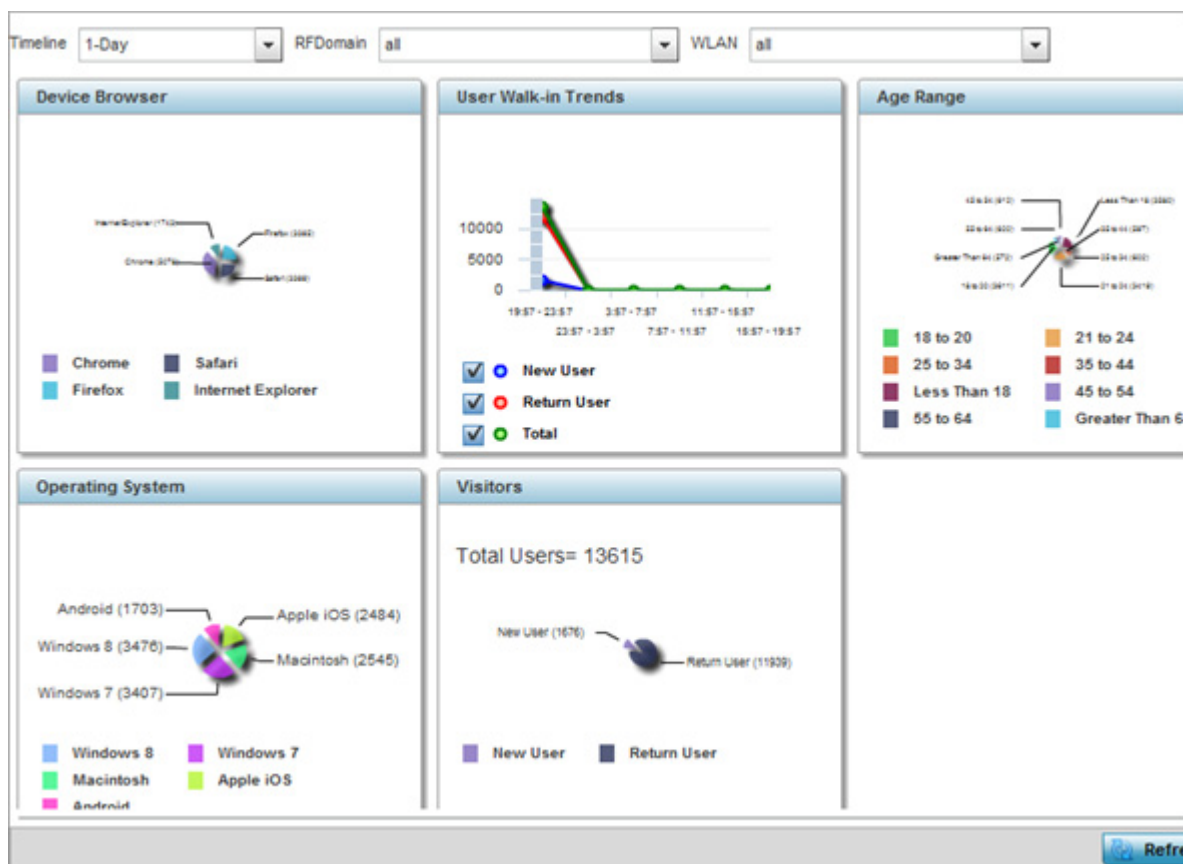 Timeline 1-Day RFDomain all WLAN all
Device Browser
Chrome Safari
Firefox Internet Explorer
User Walk-in Trends
10000
5000
0
19:57 - 23:57 3:57 - 7:57 11:57 - 15:57
23:57 - 3:57 7:57 - 11:57 15:57 - 19:57
New User
Return User
Total
Age Range
18 to 20 21 to 24
25 to 34 35 to 44
Less Than 18 45 to 54
55 to 64 Greater Than 6
Operating System
Android (1703) Apple iOS (2484)
Windows 8 (3476) Macintosh (2545)
Windows 7 (3407)
Windows 8 Windows 7
Macintosh Apple iOS
Android
Visitors
Total Users= 13615
New User (1676)
Return User (11939)
New User Return User
Refre